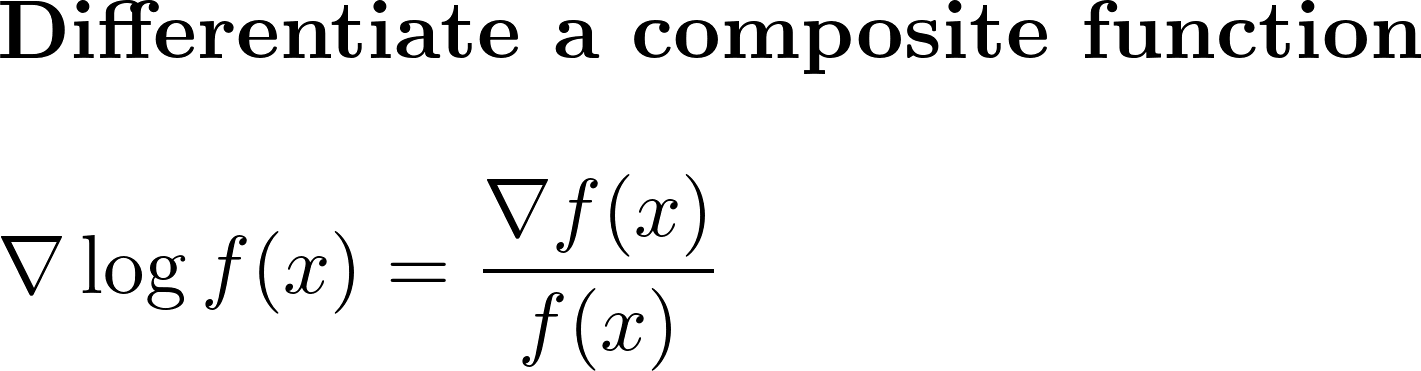 Differentiate a composite function
∇ log f(x) = ∇f(x) / f(x)